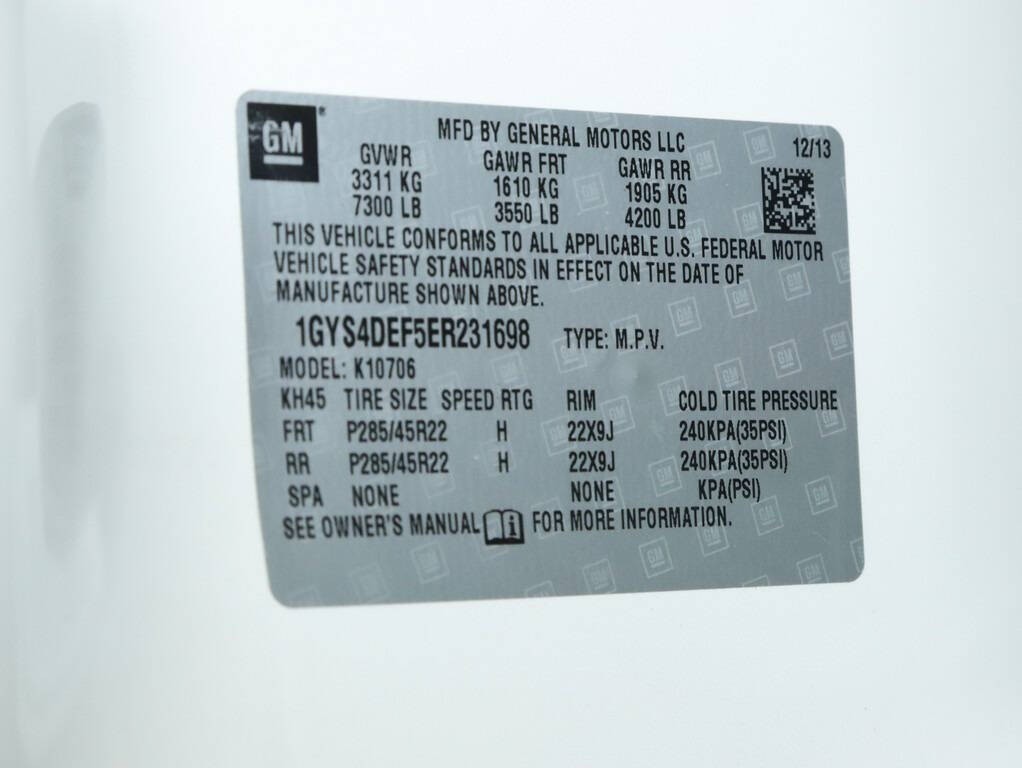 GM
MFD BY GENERAL MOTORS LLC 12/13
GVWR GAWR FRT GAWR RR
3311 KG 1610 KG 1905 KG
7300 LB 3550 LB 4200 LB
THIS VEHICLE CONFORMS TO ALL APPLICABLE U.S. FEDERAL MOTOR
VEHICLE SAFETY STANDARDS IN EFFECT ON THE DATE OF
MANUFACTURE SHOWN ABOVE.
1GYS4DEF5ER231698 TYPE: M.P.V.
MODEL: K10706
KH45 TIRE SIZE SPEED RTG RIM COLD TIRE PRESSURE
FRT P285/45R22 H 22X9J 240KPA(35PSI)
RR P285/45R22 H 22X9J 240KPA(35PSI)
SPA NONE NONE KPA(PSI)
SEE OWNER'S MANUAL i FOR MORE INFORMATION.